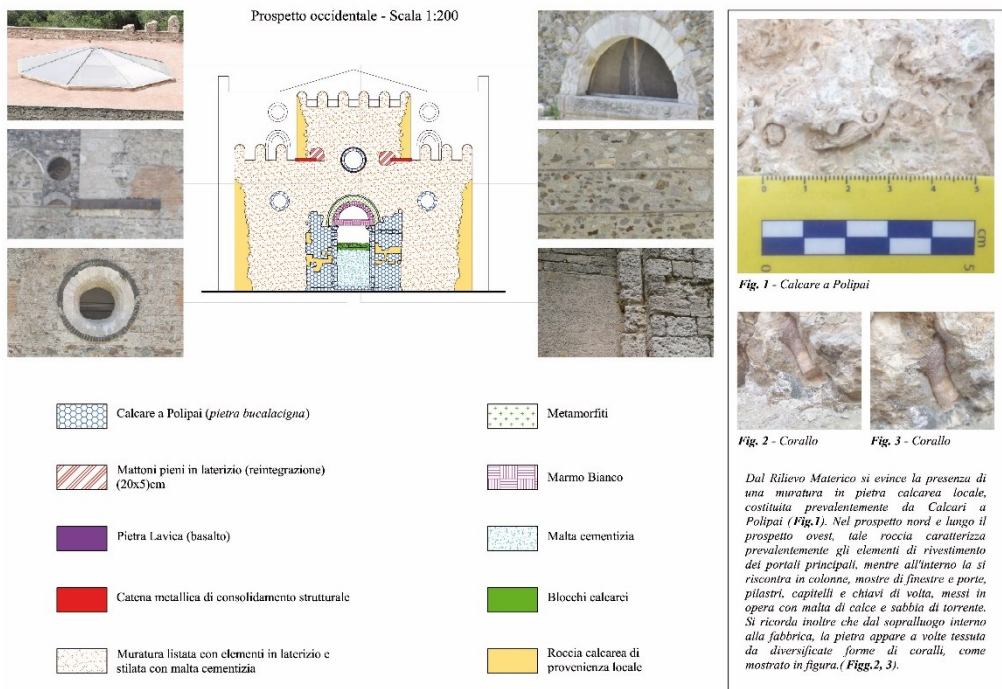 Prospetto occidentale - Scala 1:200
Calcare a Polipai (pietra bucalacigna)
Mattoni pieni in laterizio (reintegrazione)
(20x5)cm
Pietra Lavica (basalto)
Catena metallica di consolidamento strutturale
Muratura listata con elementi in laterizio e
stilata con malta cementizia
Metamorfiti
Marmo Bianco
Malta cementizia
Blocchi calcarei
Roccia calcarea di
provenienza locale
0 1 2 3 4 5
cm
0 5
Fig. 1 - Calcare a Polipai
Fig. 2 - Corallo
Fig. 3 - Corallo
Dal Rilievo Materico si evince la presenza di
una muratura in pietra calcarea locale,
costituita prevalentemente da Calcari a
Polipai (Fig.1). Nel prospetto nord e lungo il
prospetto ovest, tale roccia caratterizza
prevalentemente gli elementi di rivestimento
dei portali principali, mentre all'interno la si
riscontra in colonne, mostre di finestre e porte,
pilastri, capitelli e chiavi di volta, messi in
opera con malta di calce e sabbia di torrente.
Si ricorda inoltre che dal sopralluogo interno
alla fabbrica, la pietra appare a volte tessuta
da diversificate forme di coralli, come
mostrato in figura.(Figg.2, 3).